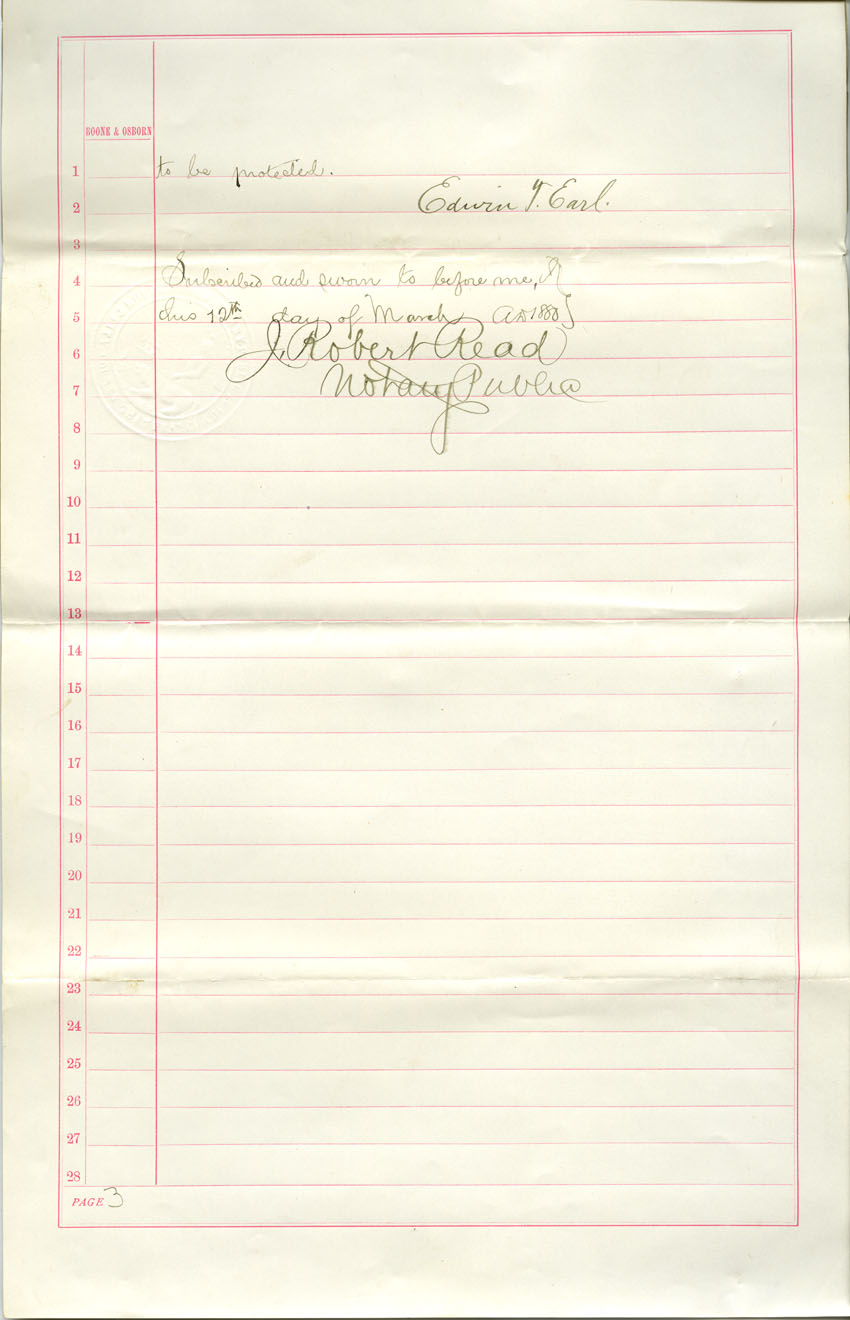 BOONE & OSBORN
1 to be protected.
2 Edwin T. Earl.
3
4 Subscribed and sworn to before me,
5 this 12th day of March AD 1880
6 J. Robert Read
7 Notary Public
8
9
10
11
12
13
14
15
16
17
18
19
20
21
22
23
24
25
26
27
28
PAGE 3